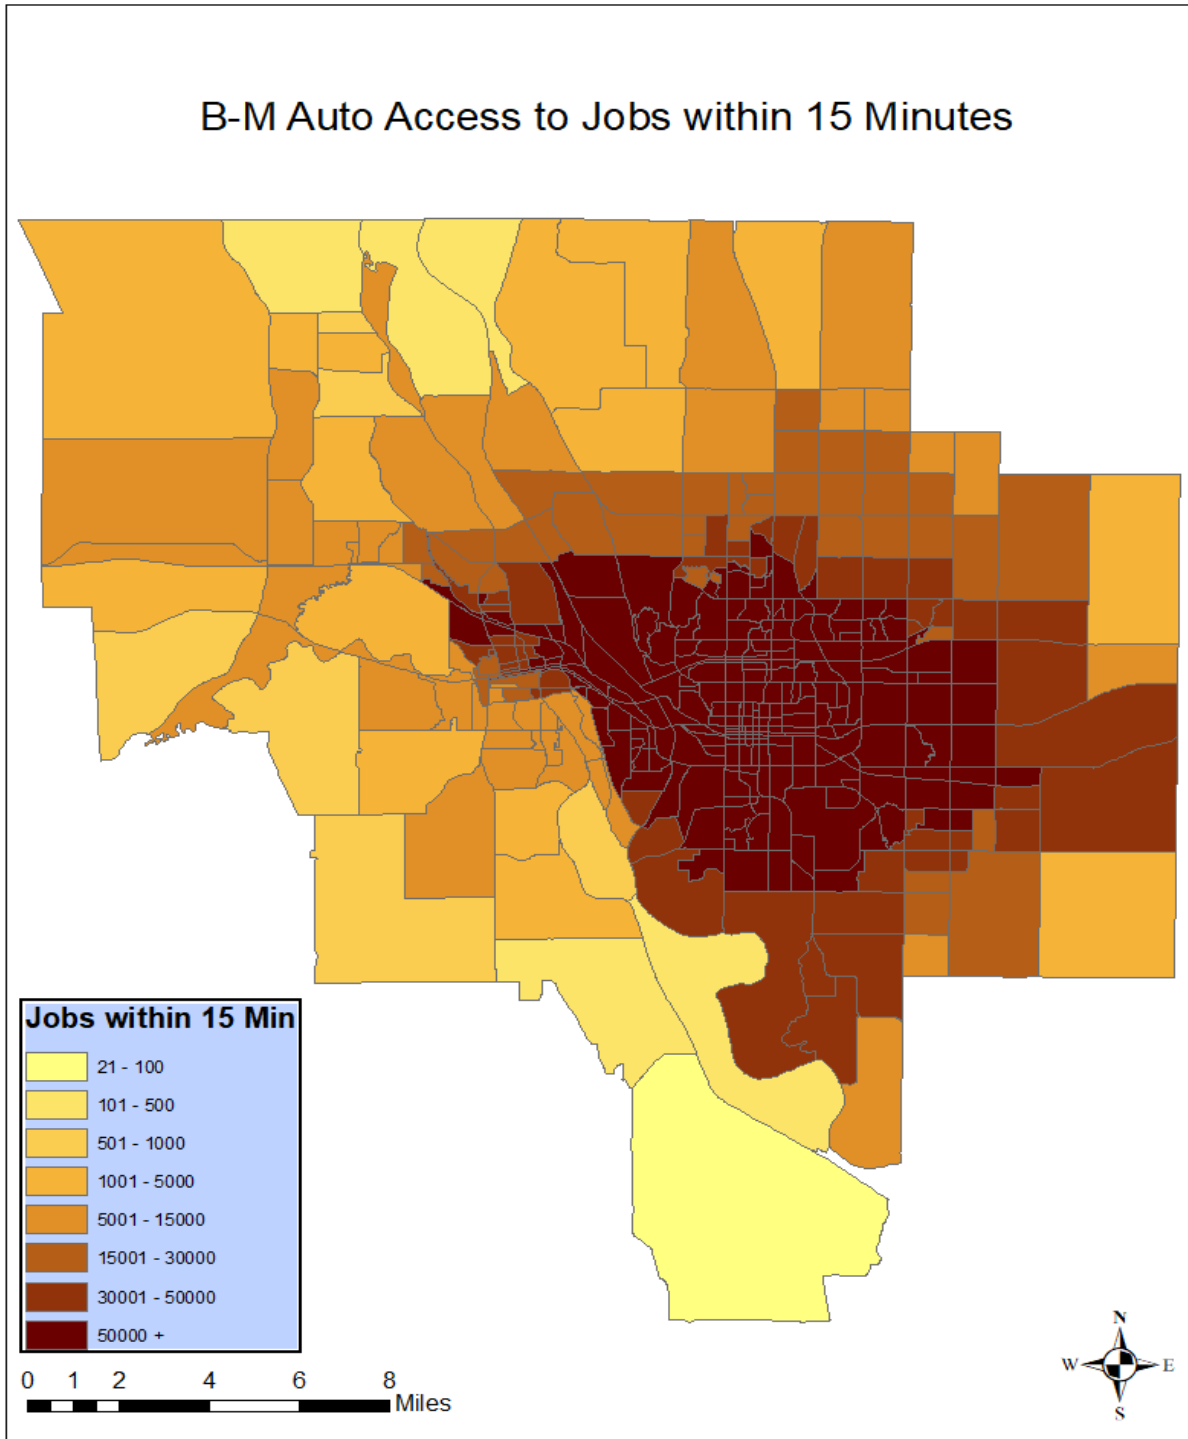 B-M Auto Access to Jobs within 15 Minutes
Jobs within 15 Min
21 - 100
101 - 500
501 - 1000
1001 - 5000
5001 - 15000
15001 - 30000
30001 - 50000
50000 +
0 1 2 4 6 8
Miles
N
W E
S